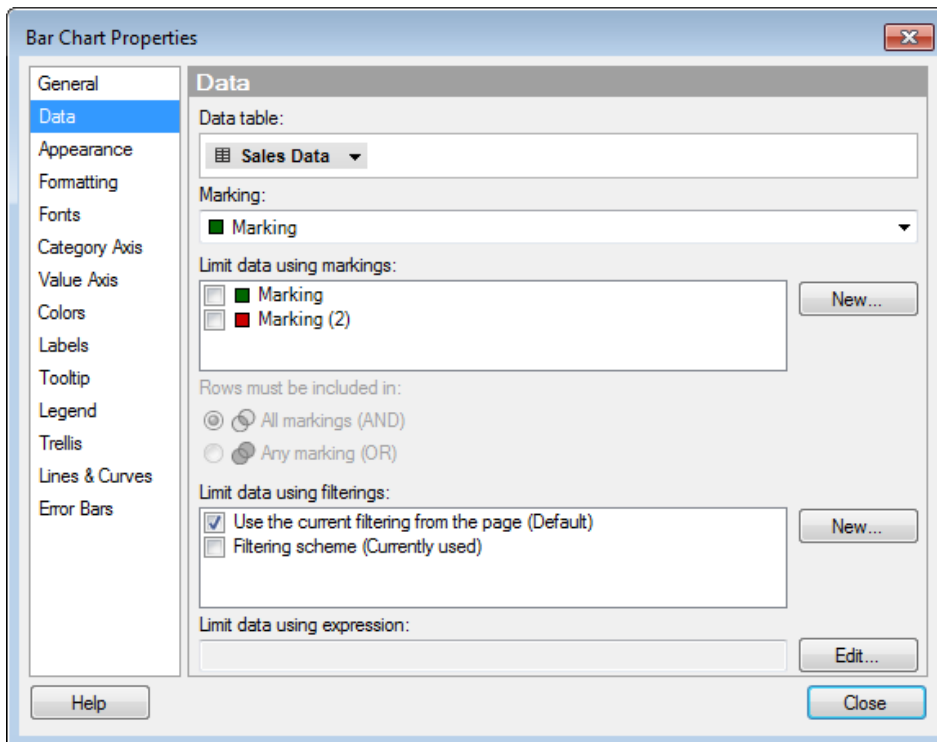 Bar Chart Properties
General
Data
Appearance
Formatting
Fonts
Category Axis
Value Axis
Colors
Labels
Tooltip
Legend
Trellis
Lines & Curves
Error Bars
Data
Data table:
Sales Data
Marking:
Marking
Limit data using markings:
Marking
Marking (2)
New...
Rows must be included in:
All markings (AND)
Any marking (OR)
Limit data using filterings:
Use the current filtering from the page (Default)
Filtering scheme (Currently used)
New...
Limit data using expression:
Edit...
Help
Close